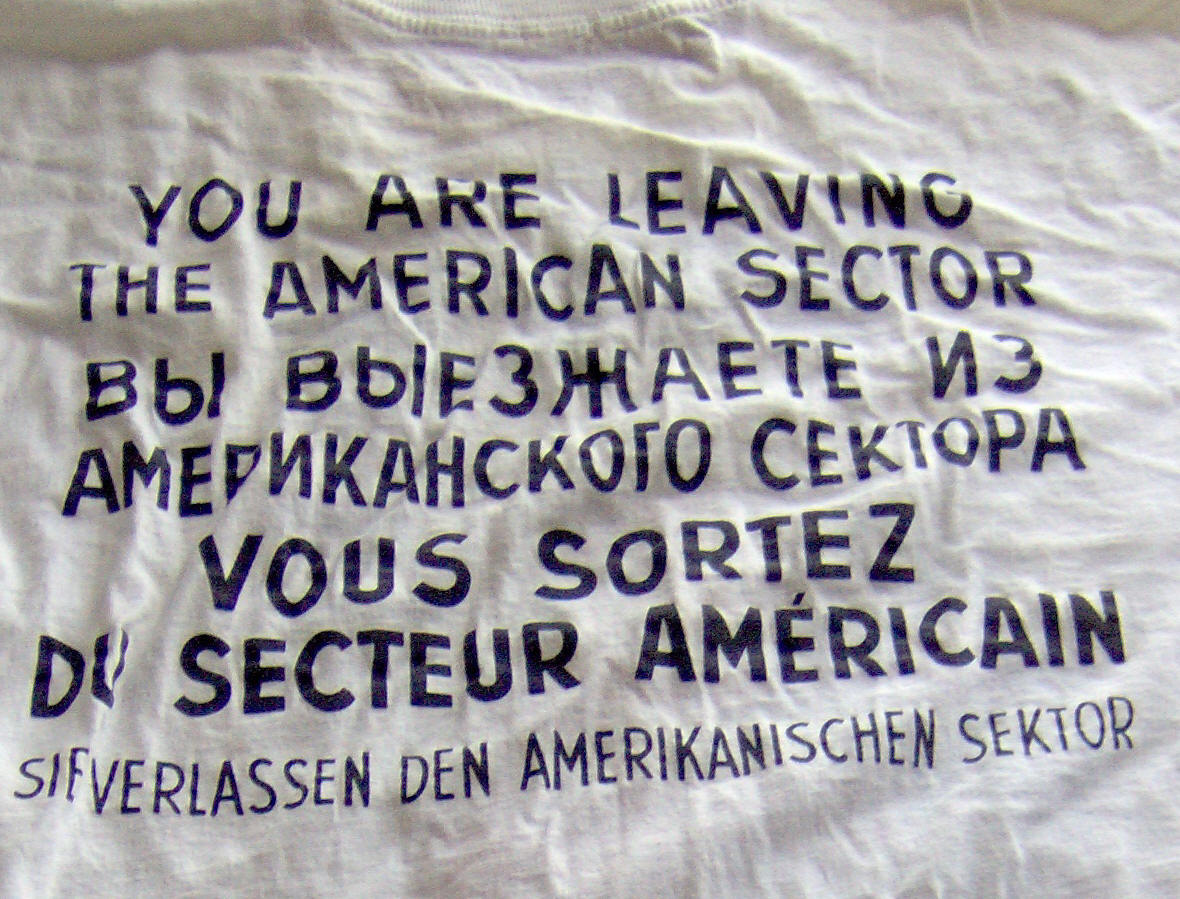 YOU ARE LEAVING
THE AMERICAN SECTOR
ВЫ ВЫЕЗЖАЕТЕ ИЗ
АМЕРИКАНСКОГО СЕКТОРА
VOUS SORTEZ
DU SECTEUR AMÉRICAIN
SIE VERLASSEN DEN AMERIKANISCHEN SEKTOR